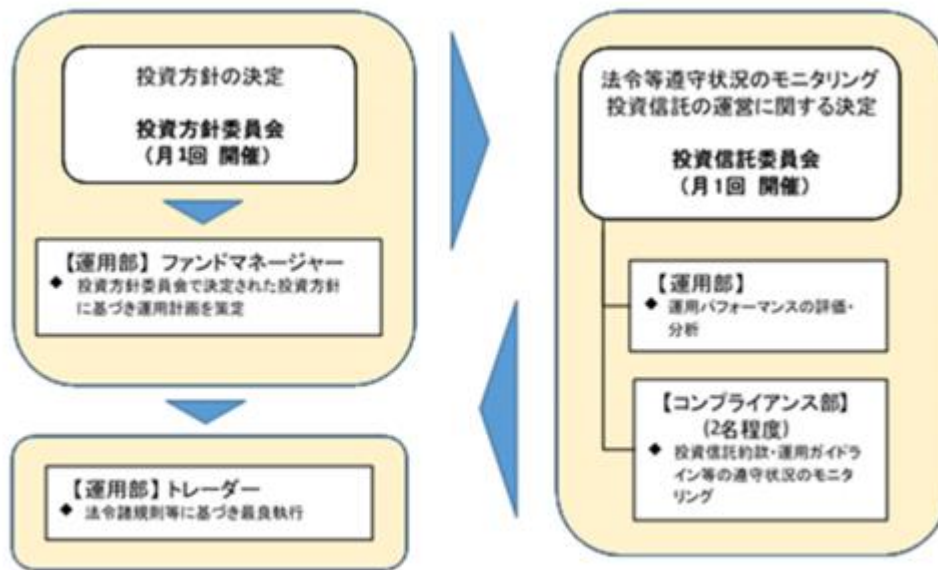 投資方針の決定
投資方針委員会
(月1回 開催)
【運用部】ファンドマネージャー
◆ 投資方針委員会で決定された投資方針
に基づき運用計画を策定
【運用部】トレーダー
◆ 法令諸規則等に基づき最良執行
法令等遵守状況のモニタリング
投資信託の運営に関する決定
投資信託委員会
(月1回 開催)
【運用部】
◆ 運用パフォーマンスの評価・
分析
【コンプライアンス部】
(2名程度)
◆ 投資信託約款・運用ガイドラ
イン等の遵守状況のモニタ
リング